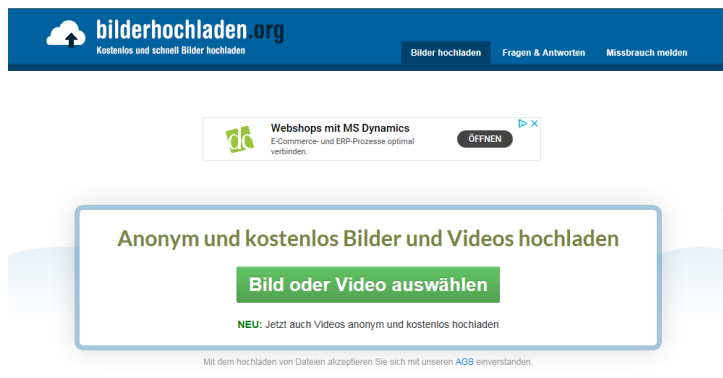 bilderhochladen.org
Kostenlos und schnell Bilder hochladen
Bilder hochladen Fragen & Antworten Missbrauch melden
dc
Webshops mit MS Dynamics
E-Commerce- und ERP-Prozesse optimal
verbinden.
ÖFFNEN
Anonym und kostenlos Bilder und Videos hochladen
Bild oder Video auswählen
NEU: Jetzt auch Videos anonym und kostenlos hochladen
Mit dem hochladen von Dateien akzeptieren Sie sich mit unseren AGB einverstanden.